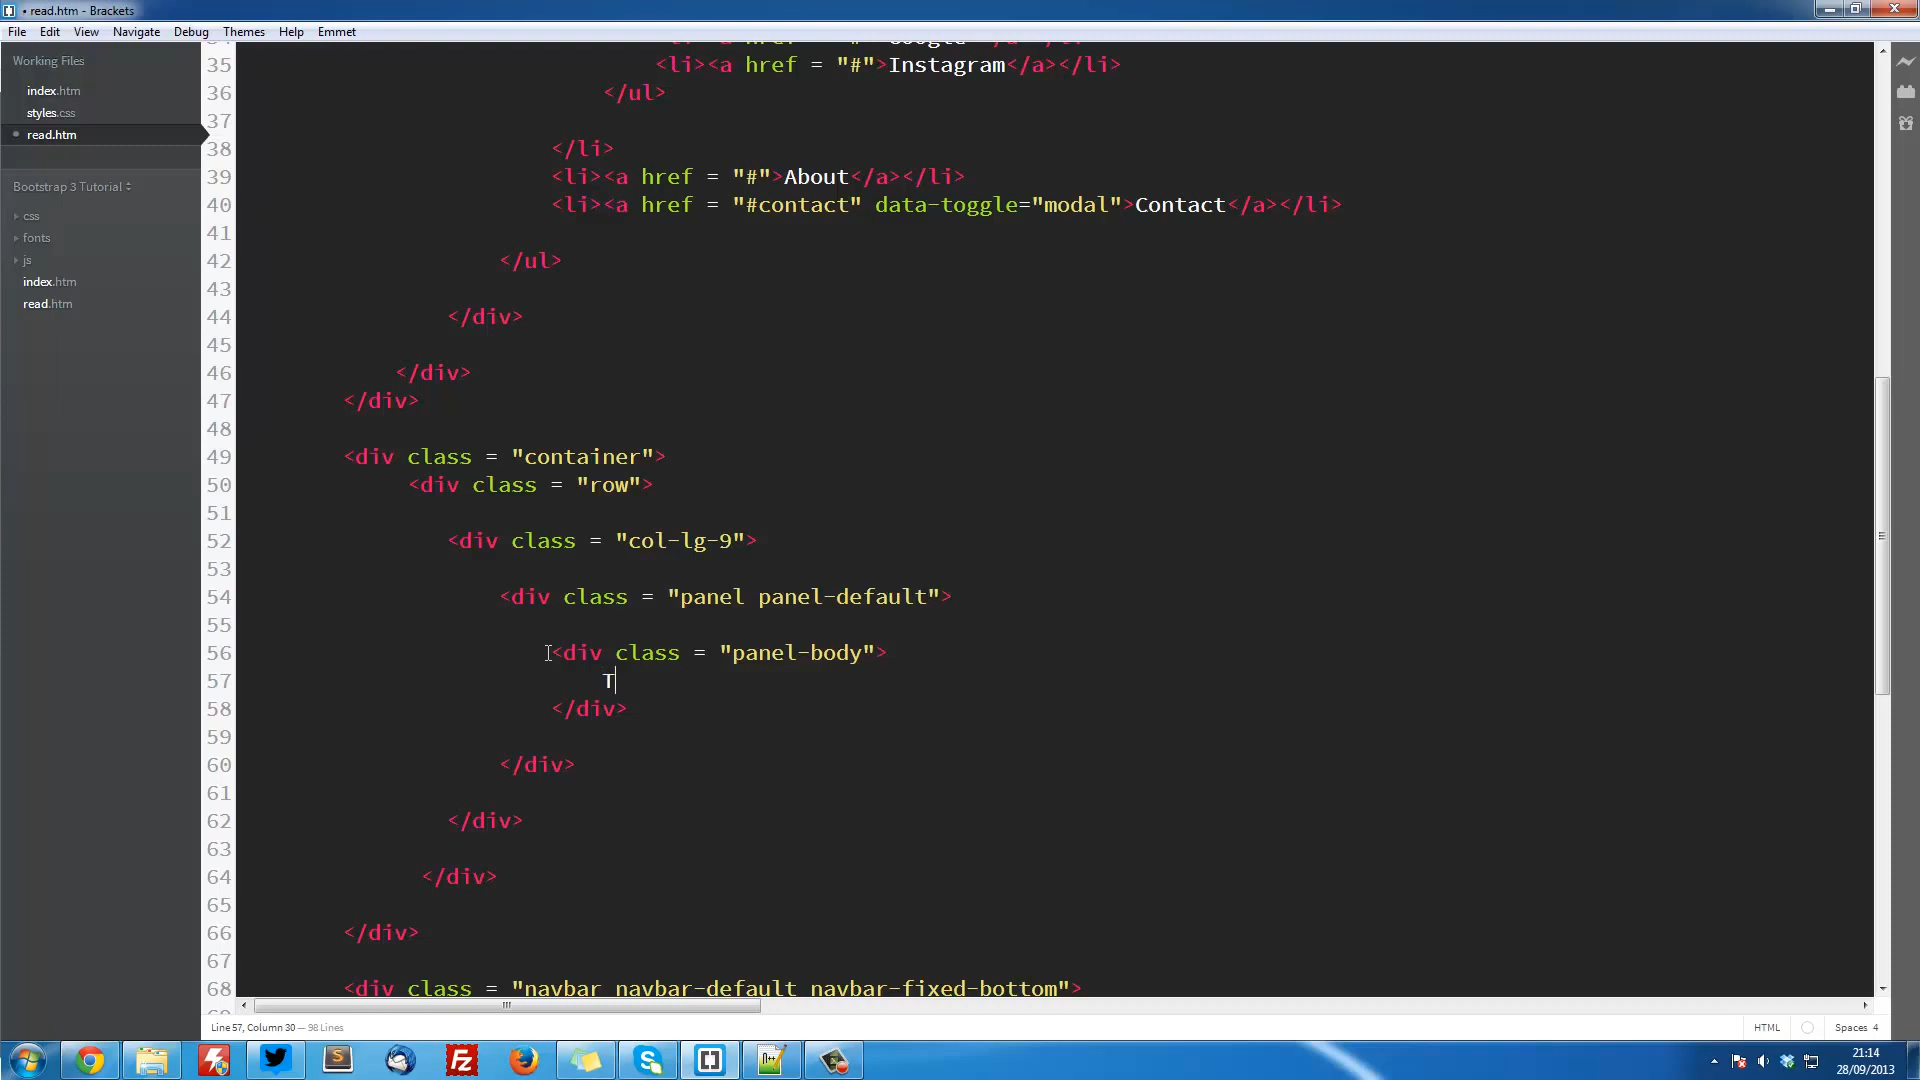 • read.htm - Brackets
File Edit View Navigate Debug Themes Help Emmet
Working Files
index.htm
styles.css
read.htm
Bootstrap 3 Tutorial
css
fonts
js
index.htm
read.htm
35 <li><a href = "#">Instagram</a></li>
36 </ul>
37
38 </li>
39 <li><a href = "#">About</a></li>
40 <li><a href = "#contact" data-toggle="modal">Contact</a></li>
41
42 </ul>
43
44 </div>
45
46 </div>
47 </div>
48
49 <div class = "container">
50 <div class = "row">
51
52 <div class = "col-lg-9">
53
54 <div class = "panel panel-default">
55
56 <div class = "panel-body">
57 T
58 </div>
59
60 </div>
61
62 </div>
63
64 </div>
65
66 </div>
67
68 <div class = "navbar navbar-default navbar-fixed-bottom">
Line 57, Column 30 — 98 Lines
HTML
Spaces 4
21:14
28/09/2013